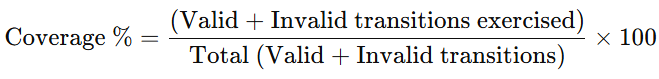 Coverage % = (Valid + Invalid transitions exercised) / Total (Valid + Invalid transitions) × 100